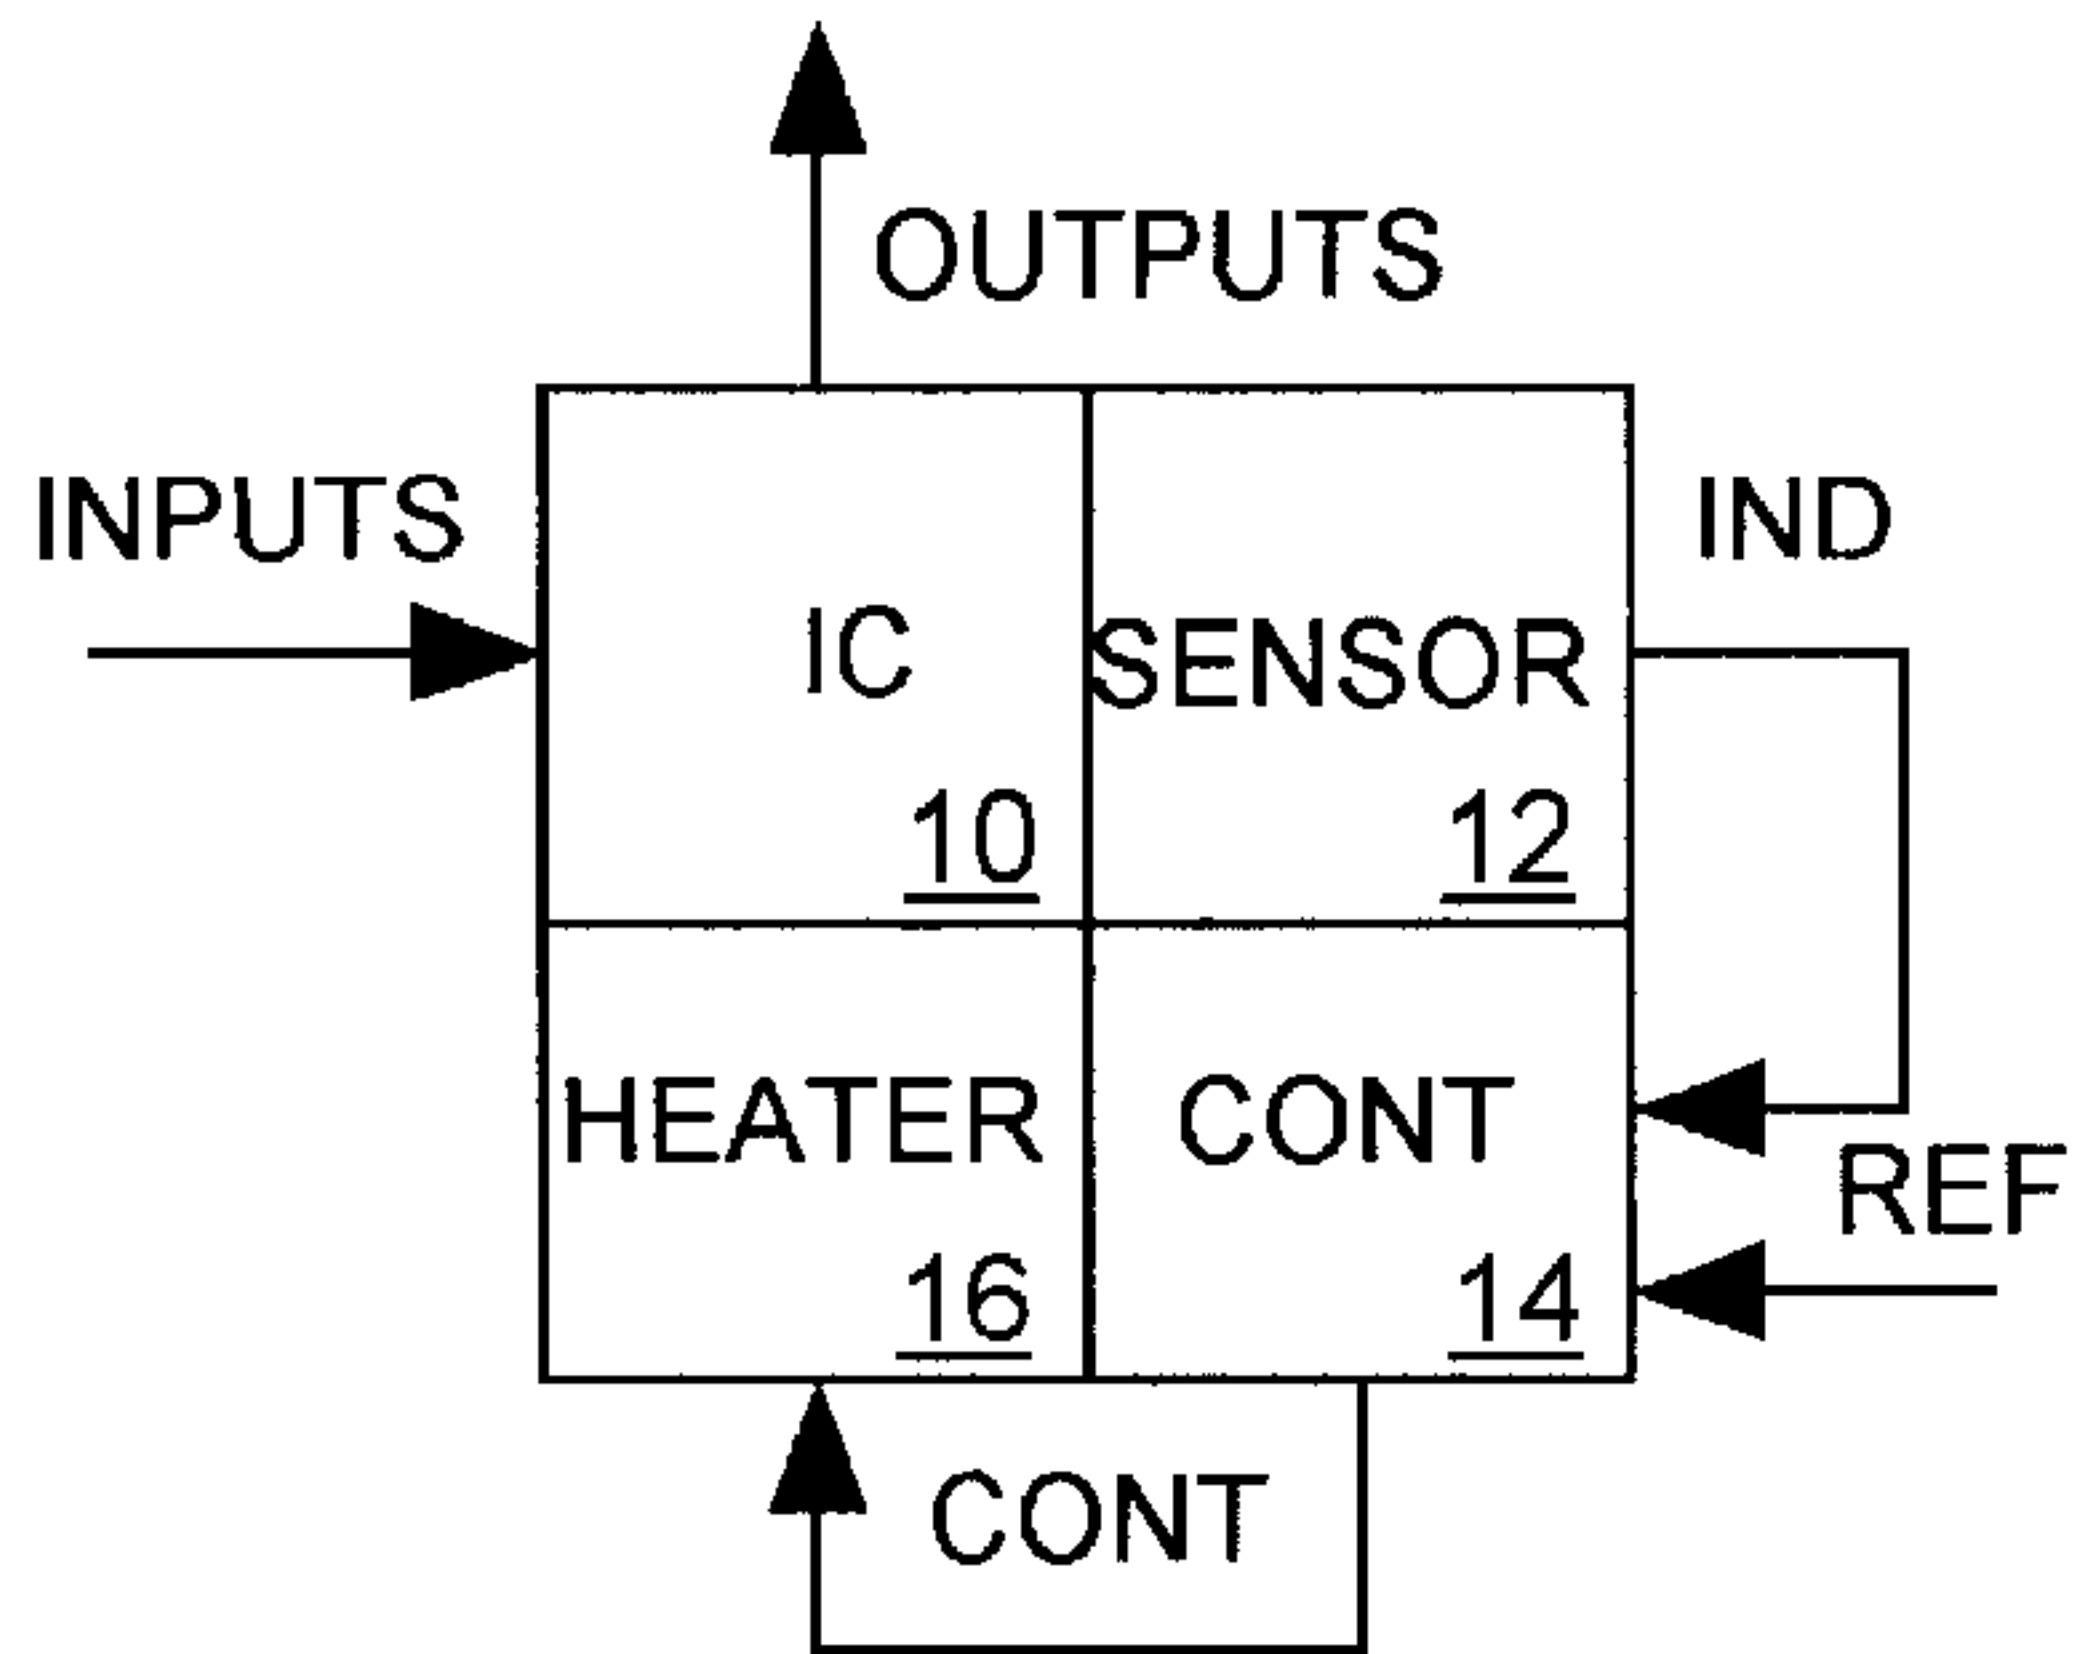 OUTPUTS
INPUTS
IND
IC
SENSOR
10
12
HEATER
CONT
REF
16
14
CONT